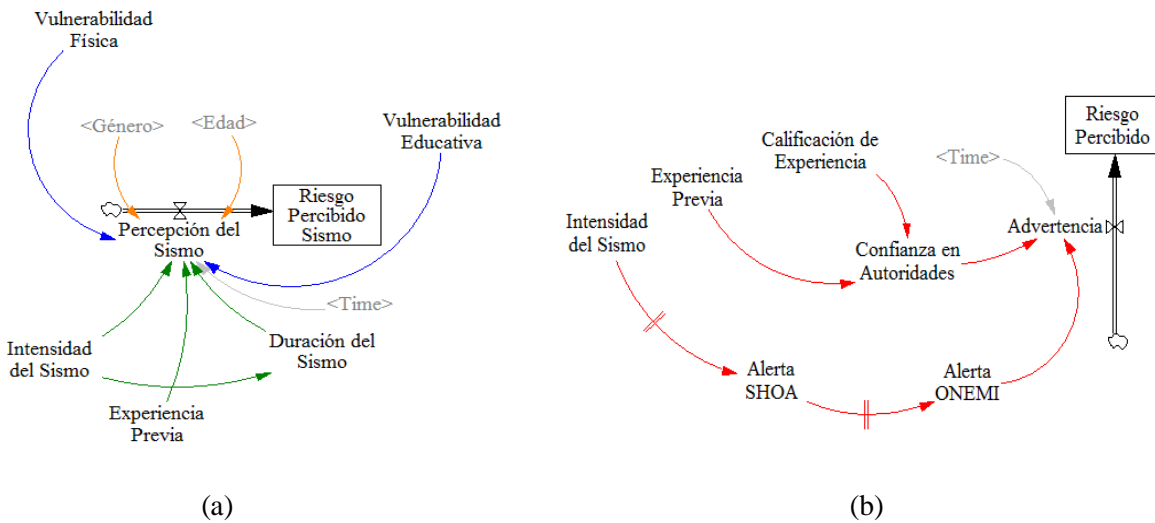 Vulnerabilidad
Física
<Género>
<Edad>
Vulnerabilidad
Educativa
Riesgo
Percibido
Sismo
Percepción del
Sismo
<Time>
Intensidad
del Sismo
Duración del
Sismo
Experiencia
Previa
(a)
Riesgo
Percibido
Calificación de
Experiencia
<Time>
Experiencia
Previa
Intensidad
del Sismo
Advertencia
Confianza en
Autoridades
Alerta
SHOA
Alerta
ONEMI
(b)